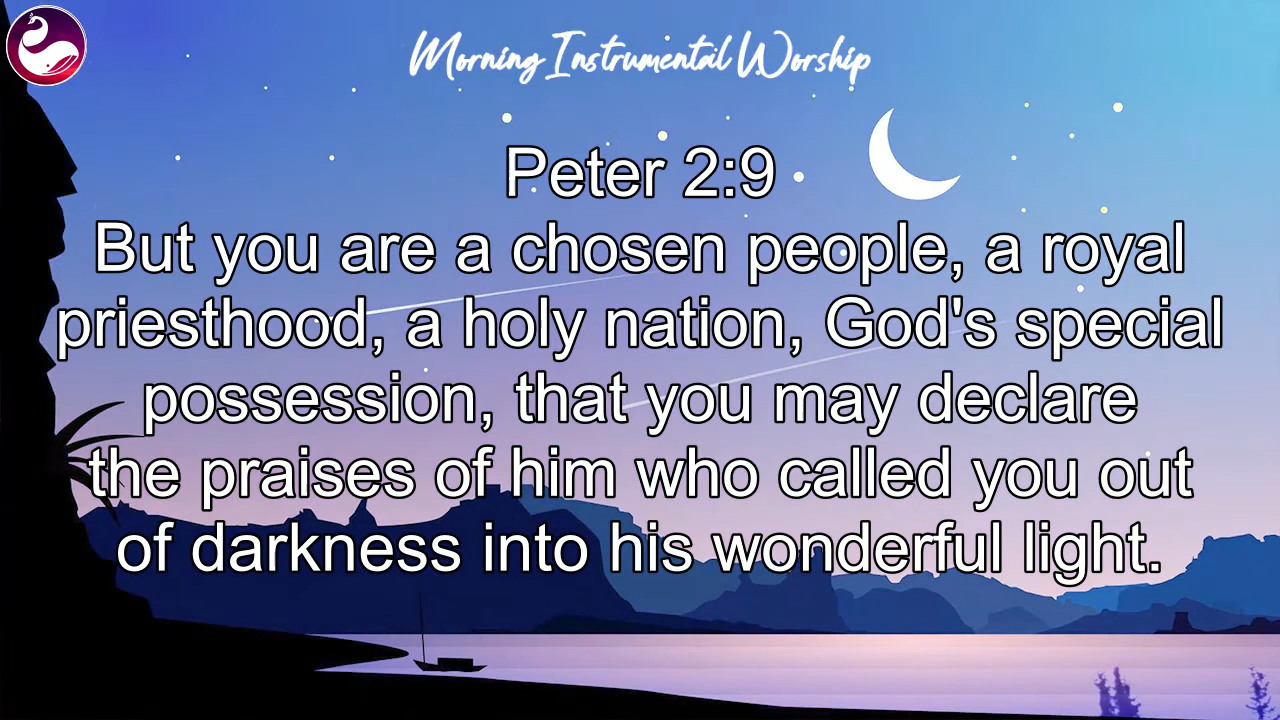 Morning Instrumental Worship
Peter 2:9
But you are a chosen people, a royal
priesthood, a holy nation, God's special
possession, that you may declare
the praises of him who called you out
of darkness into his wonderful light.